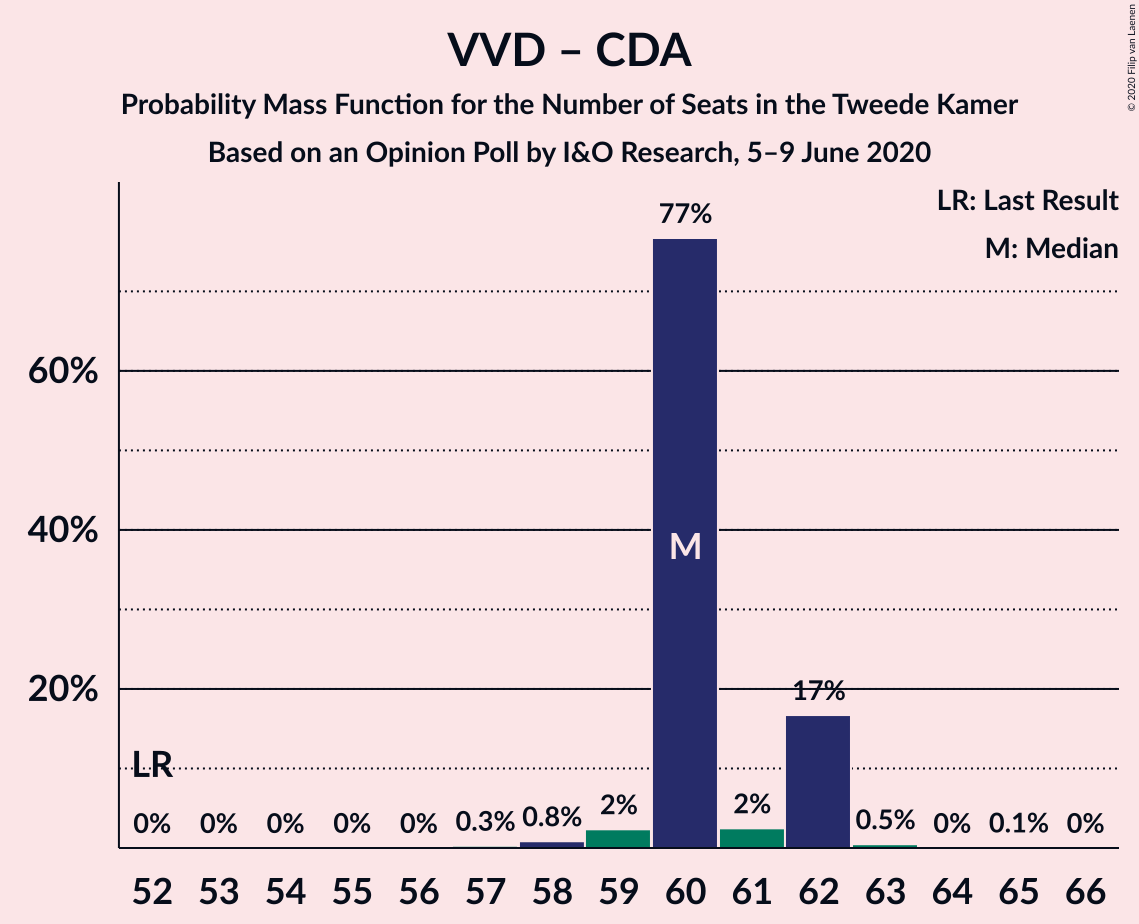 VVD – CDA
Probability Mass Function for the Number of Seats in the Tweede Kamer
Based on an Opinion Poll by I&O Research, 5–9 June 2020
© 2020 Filip van Laenen
LR: Last Result
M: Median
77%
60%
40%
M
20%
17%
LR
0% 0% 0% 0% 0% 0.3% 0.8% 2% 2% 0.5% 0% 0.1% 0%
52 53 54 55 56 57 58 59 60 61 62 63 64 65 66